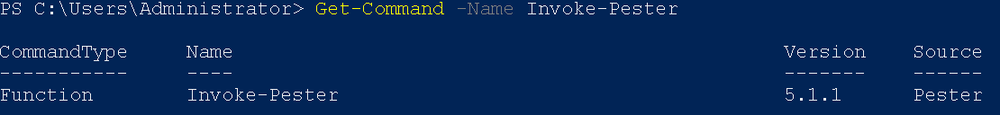 PS C:\Users\Administrator> Get-Command -Name Invoke-Pester
CommandType     Name                                               Version    Source
-----------     ----                                               -------    ------
Function        Invoke-Pester                                      5.1.1      Pester